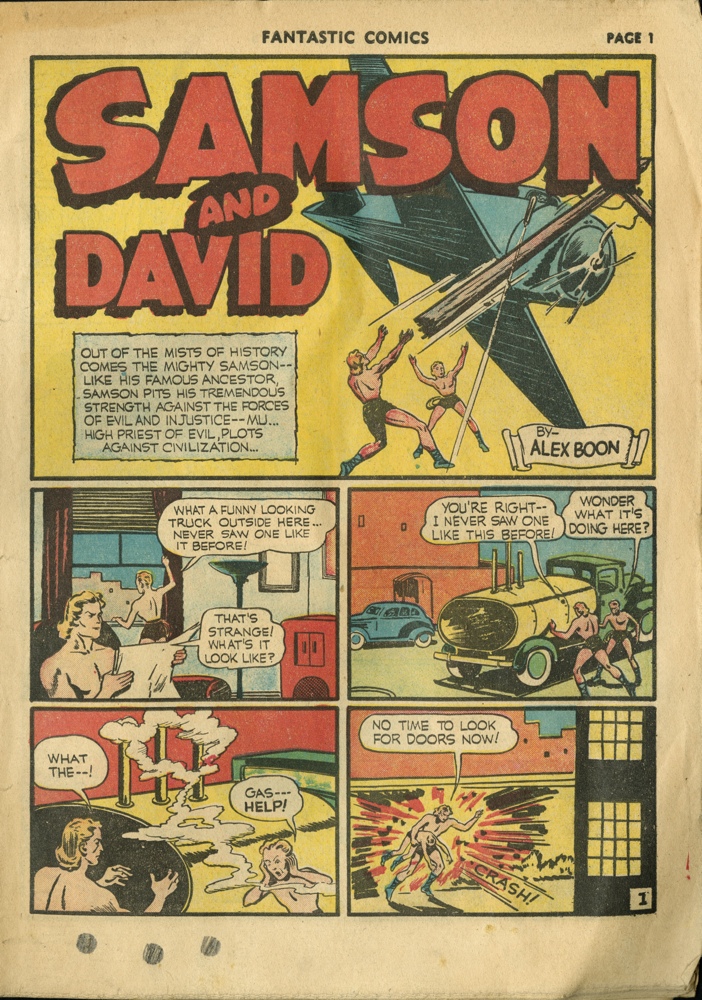 FANTASTIC COMICS
PAGE 1
SAMSON
AND
DAVID
OUT OF THE MISTS OF HISTORY
COMES THE MIGHTY SAMSON--
LIKE HIS FAMOUS ANCESTOR,
SAMSON PITS HIS TREMENDOUS
STRENGTH AGAINST THE FORCES
OF EVIL AND INJUSTICE--MU...
HIGH PRIEST OF EVIL, PLOTS
AGAINST CIVILIZATION...
BY-
ALEX BOON
WHAT A FUNNY LOOKING
TRUCK OUTSIDE HERE...
NEVER SAW ONE LIKE
IT BEFORE!
THAT'S
STRANGE!
WHAT'S IT
LOOK LIKE?
YOU'RE RIGHT--
I NEVER SAW ONE
LIKE THIS BEFORE!
WONDER
WHAT IT'S
DOING HERE?
WHAT
THE--!
GAS---
HELP!
NO TIME TO LOOK
FOR DOORS NOW!
CRASH!
1